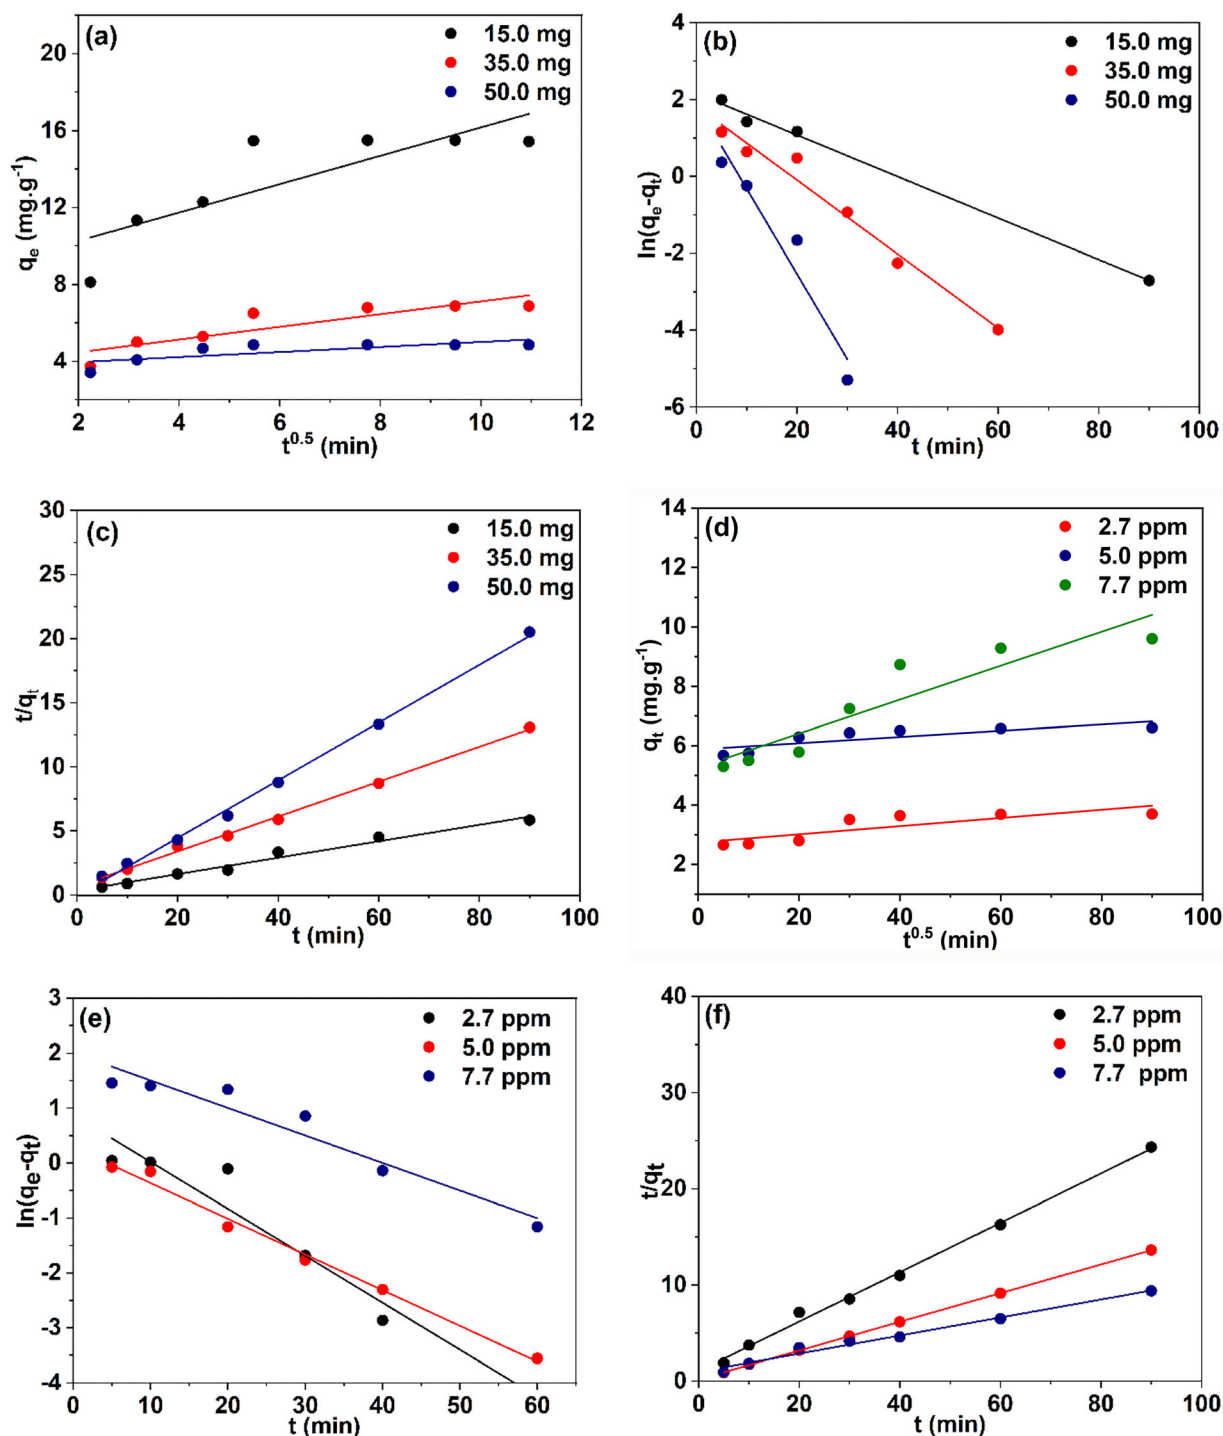 (a)
15.0 mg
35.0 mg
50.0 mg
20
16
12
8
4
qₑ (mg.g⁻¹)
2 4 6 8 10 12
t⁰·⁵ (min)
(b)
15.0 mg
35.0 mg
50.0 mg
4
2
0
-2
-4
-6
ln(qₑ-qₜ)
0 20 40 60 80 100
t (min)
(c)
15.0 mg
35.0 mg
50.0 mg
30
25
20
15
10
5
0
t/qₜ
0 20 40 60 80 100
t (min)
(d)
2.7 ppm
5.0 ppm
7.7 ppm
14
12
10
8
6
4
2
qₜ (mg.g⁻¹)
0 20 40 60 80 100
t⁰·⁵ (min)
(e)
2.7 ppm
5.0 ppm
7.7 ppm
3
2
1
0
-1
-2
-3
-4
ln(qₑ-qt)
0 10 20 30 40 50 60
t (min)
(f)
2.7 ppm
5.0 ppm
7.7 ppm
40
30
20
10
0
t/qt
0 20 40 60 80 100
t (min)